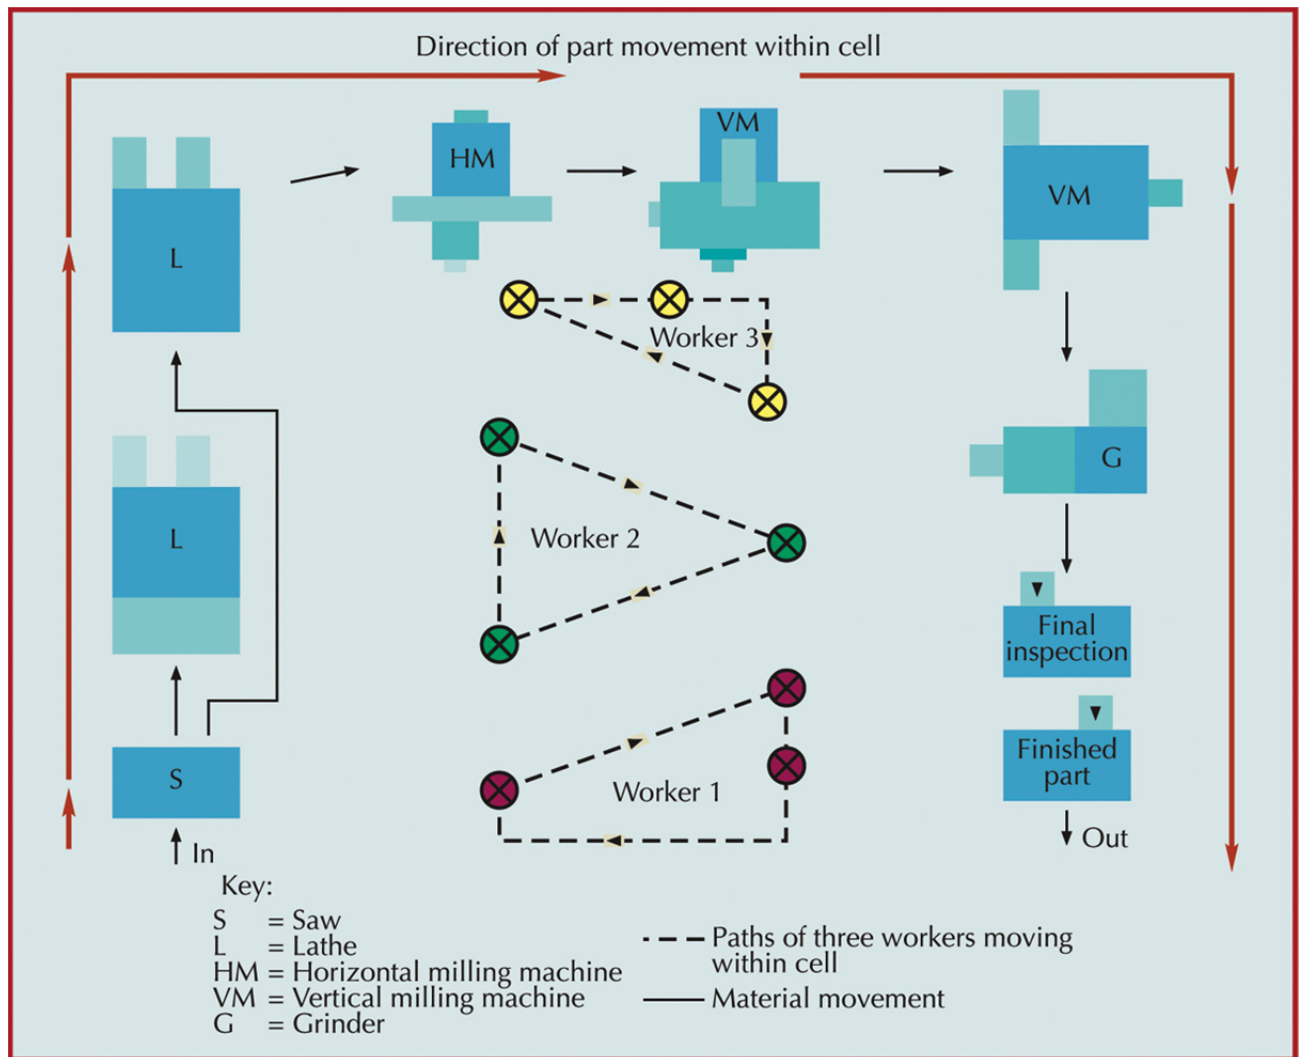 Direction of part movement within cell
HM
VM
VM
L
Worker 3
G
L
Worker 2
Final
inspection
S
Worker 1
Finished
part
In
Out
Key:
S = Saw
L = Lathe
HM = Horizontal milling machine
VM = Vertical milling machine
G = Grinder
Paths of three workers moving
within cell
Material movement